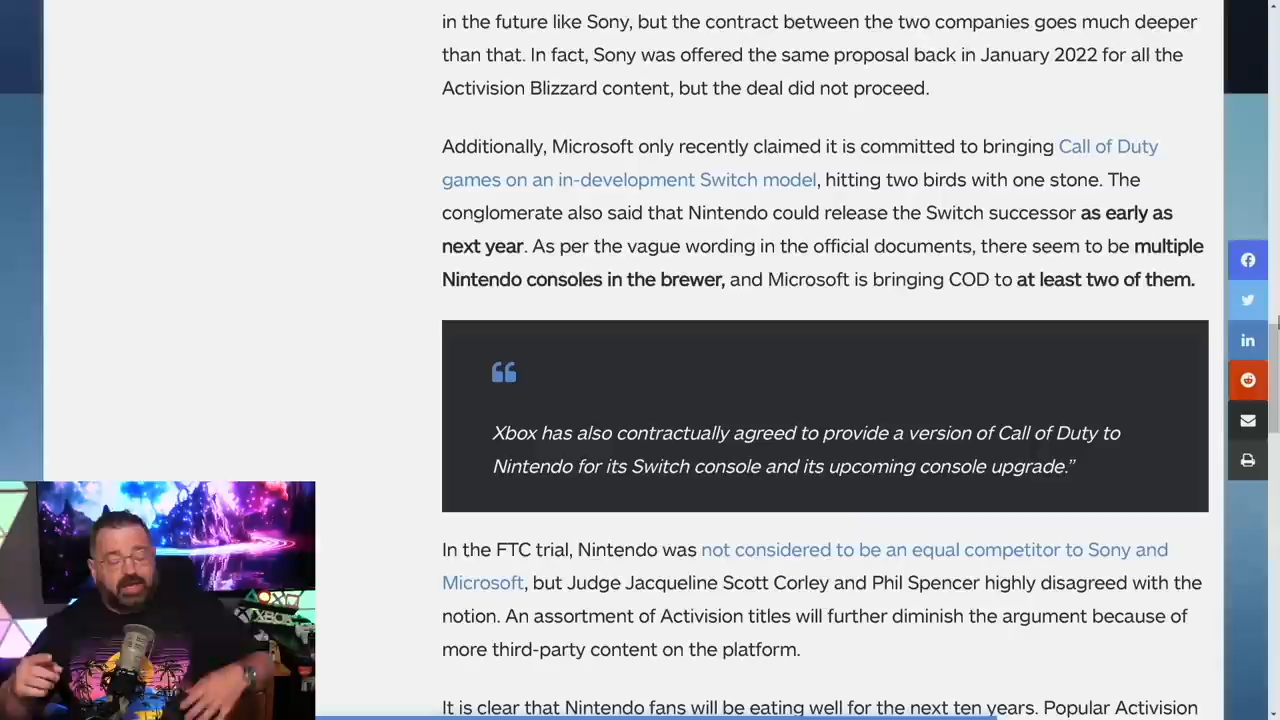 in the future like Sony, but the contract between the two companies goes much deeper
than that. In fact, Sony was offered the same proposal back in January 2022 for all the
Activision Blizzard content, but the deal did not proceed.
Additionally, Microsoft only recently claimed it is committed to bringing Call of Duty
games on an in-development Switch model, hitting two birds with one stone. The
conglomerate also said that Nintendo could release the Switch successor as early as
next year. As per the vague wording in the official documents, there seem to be multiple
Nintendo consoles in the brewer, and Microsoft is bringing COD to at least two of them.
“
Xbox has also contractually agreed to provide a version of Call of Duty to
Nintendo for its Switch console and its upcoming console upgrade.”
In the FTC trial, Nintendo was not considered to be an equal competitor to Sony and
Microsoft, but Judge Jacqueline Scott Corley and Phil Spencer highly disagreed with the
notion. An assortment of Activision titles will further diminish the argument because of
more third-party content on the platform.
It is clear that Nintendo fans will be eating well for the next ten years. Popular Activision
XBOX